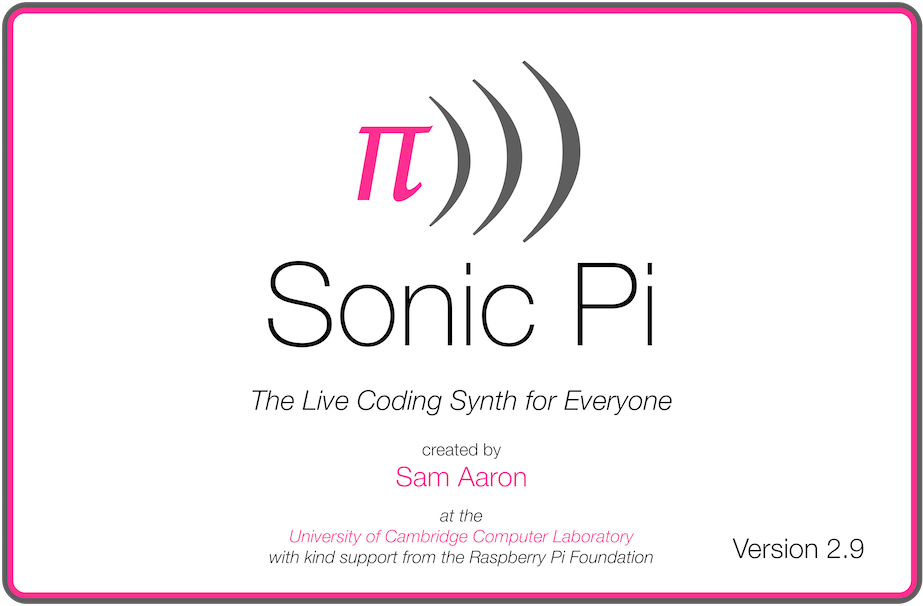 π
Sonic Pi
The Live Coding Synth for Everyone
created by
Sam Aaron
at the
University of Cambridge Computer Laboratory
with kind support from the Raspberry Pi Foundation
Version 2.9